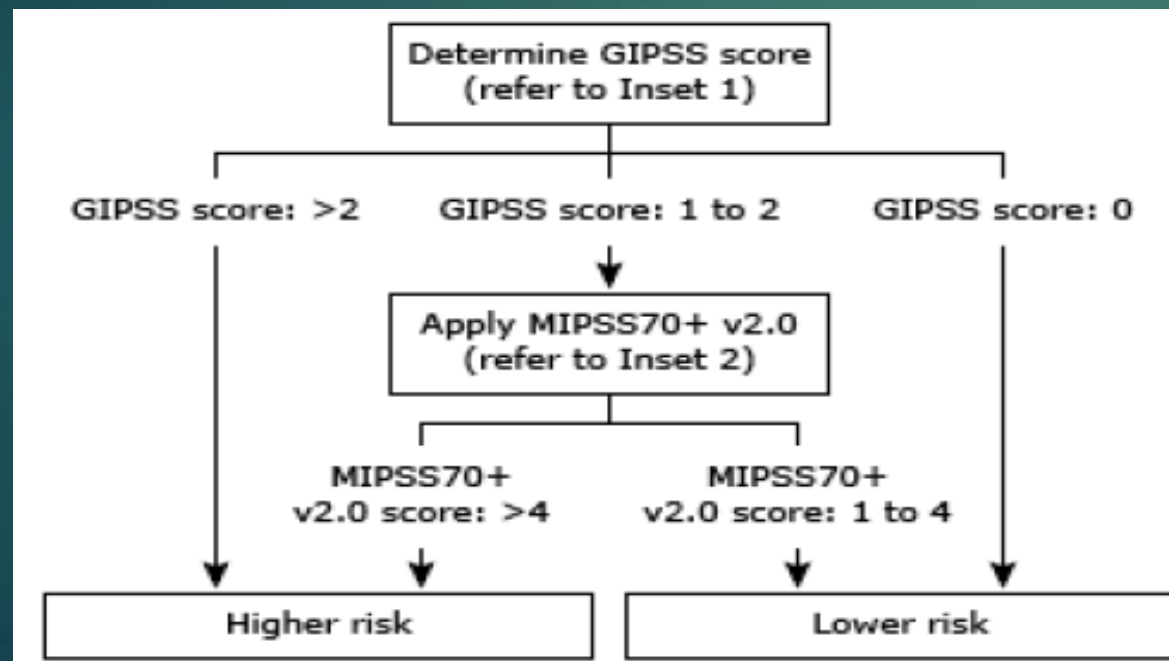 Determine GIPSS score
(refer to Inset 1)
GIPSS score: >2
GIPSS score: 1 to 2
GIPSS score: 0
Apply MIPSS70+ v2.0
(refer to Inset 2)
MIPSS70+
v2.0 score: >4
MIPSS70+
v2.0 score: 1 to 4
Higher risk
Lower risk